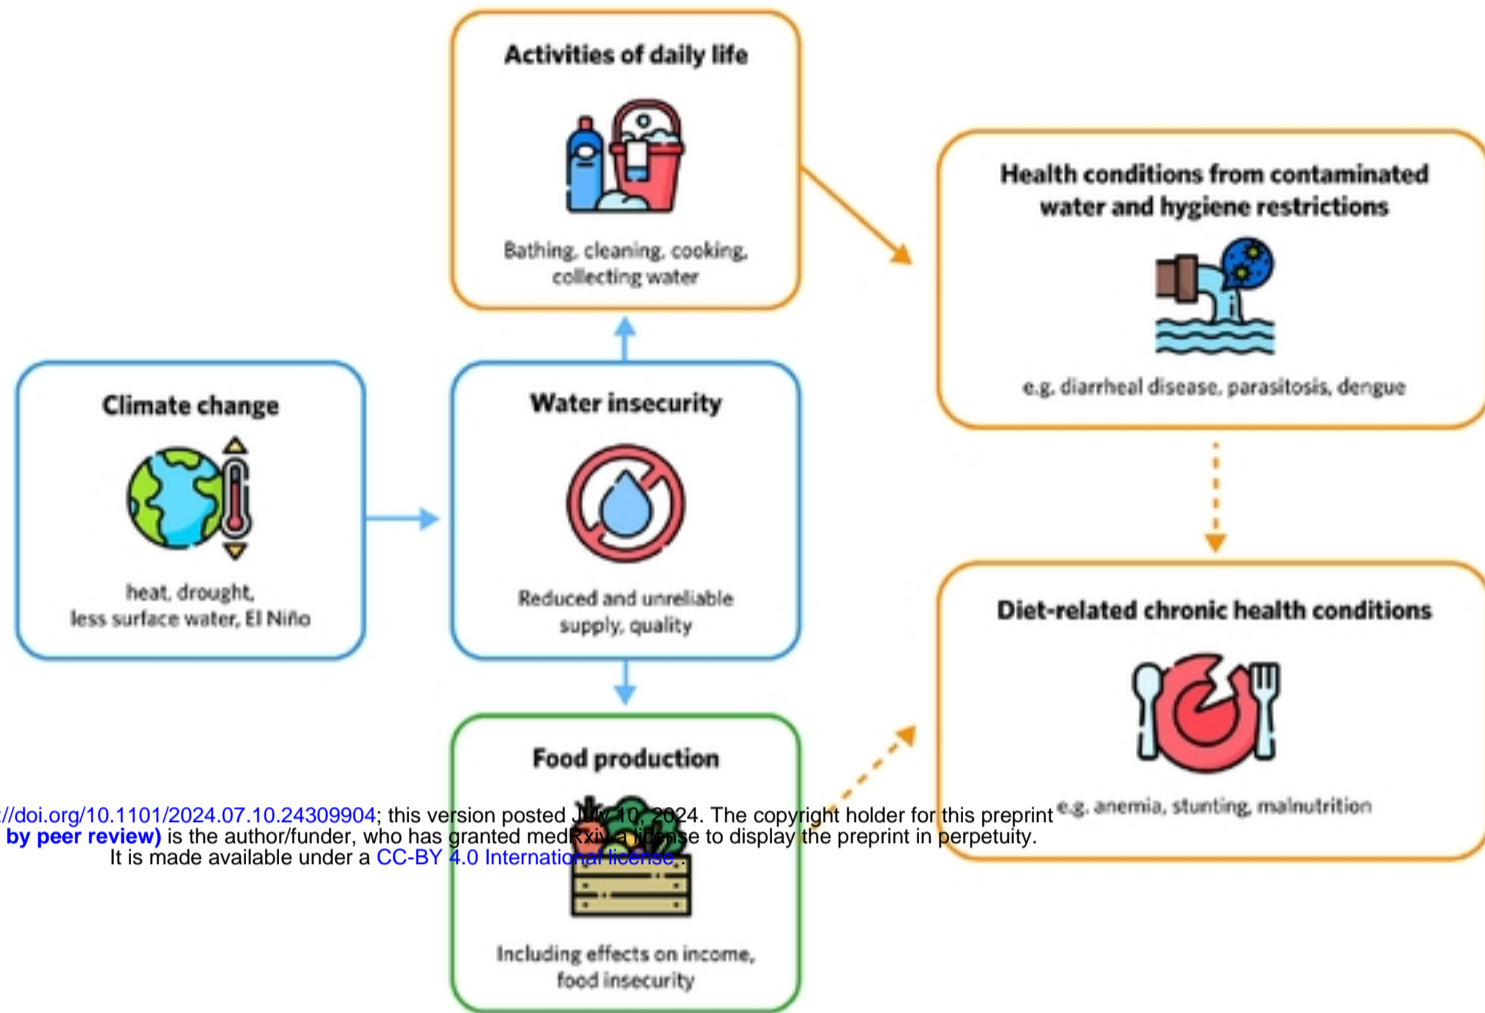 Activities of daily life
Bathing, cleaning, cooking,
collecting water
Health conditions from contaminated
water and hygiene restrictions
e.g. diarrheal disease, parasitosis, dengue
Climate change
heat, drought,
less surface water, El Niño
Water insecurity
Reduced and unreliable
supply, quality
Diet-related chronic health conditions
e.g. anemia, stunting, malnutrition
Food production
Including effects on income,
food insecurity
://doi.org/10.1101/2024.07.10.24309904; this version posted July 10, 2024. The copyright holder for this preprint
by peer review) is the author/funder, who has granted medRxiv a license to display the preprint in perpetuity.
It is made available under a CC-BY 4.0 International license.